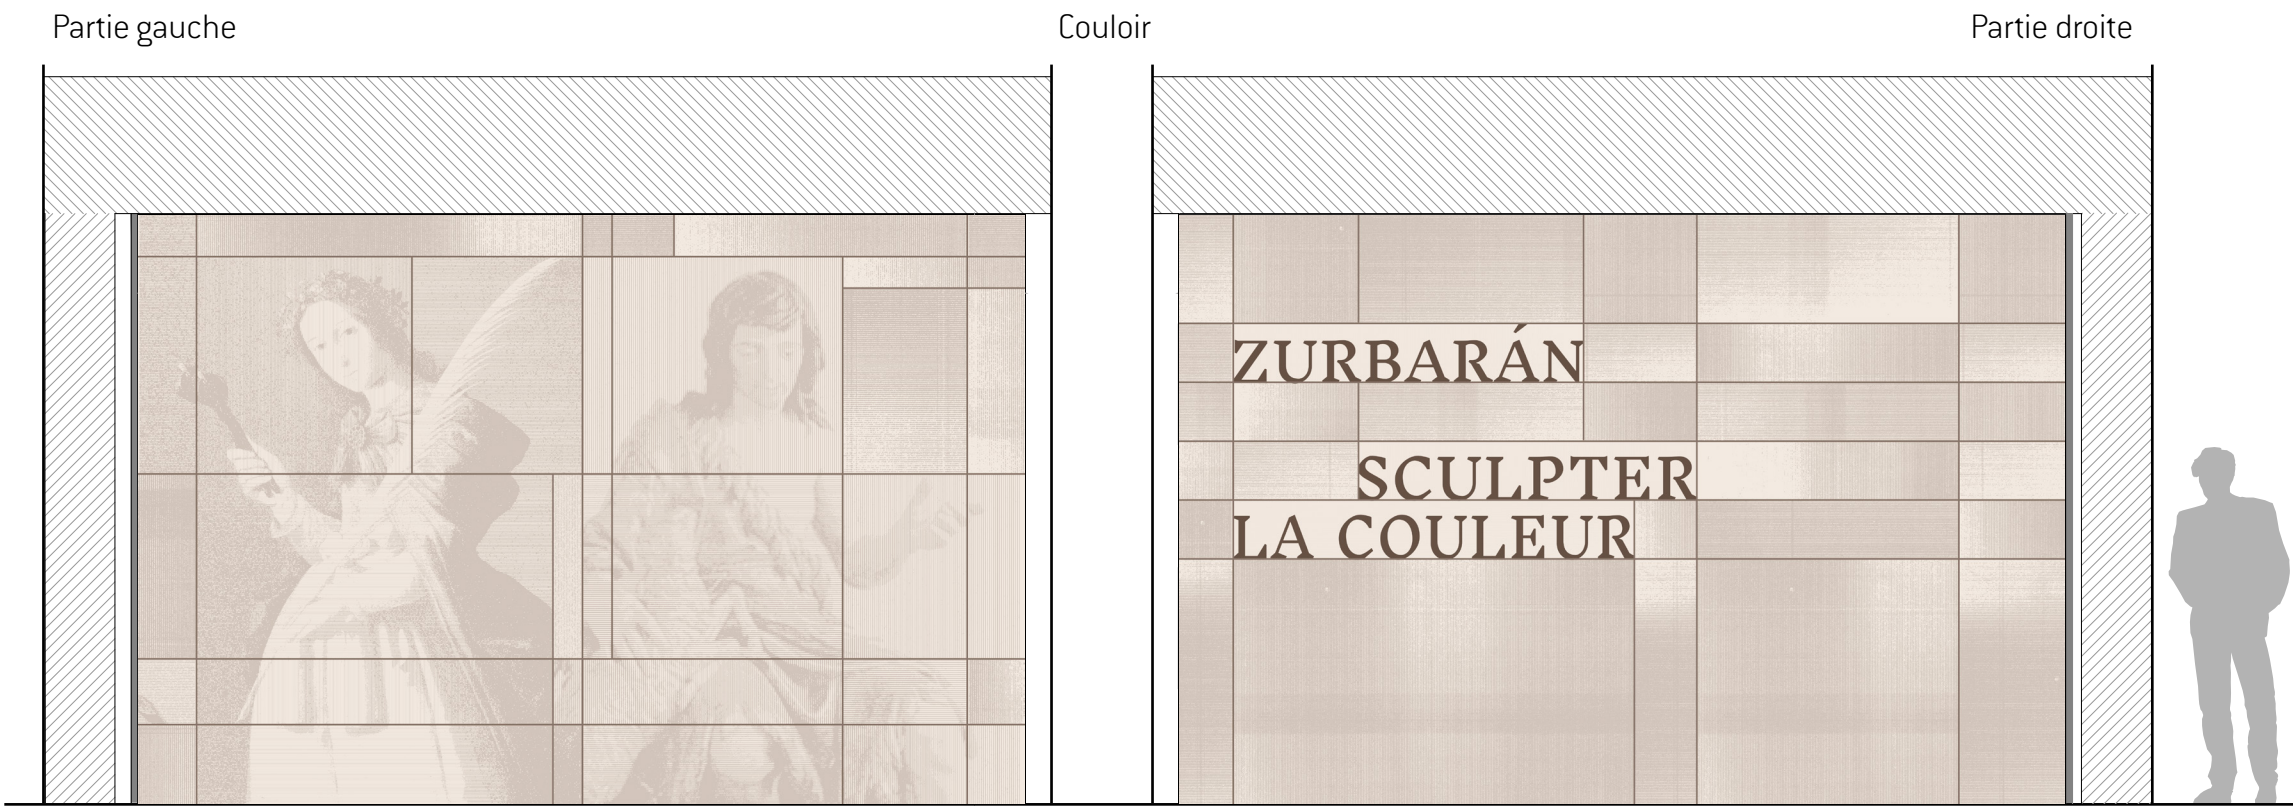 Partie gauche
Couloir
Partie droite
ZURBARÁN
SCULPTER
LA COULEUR